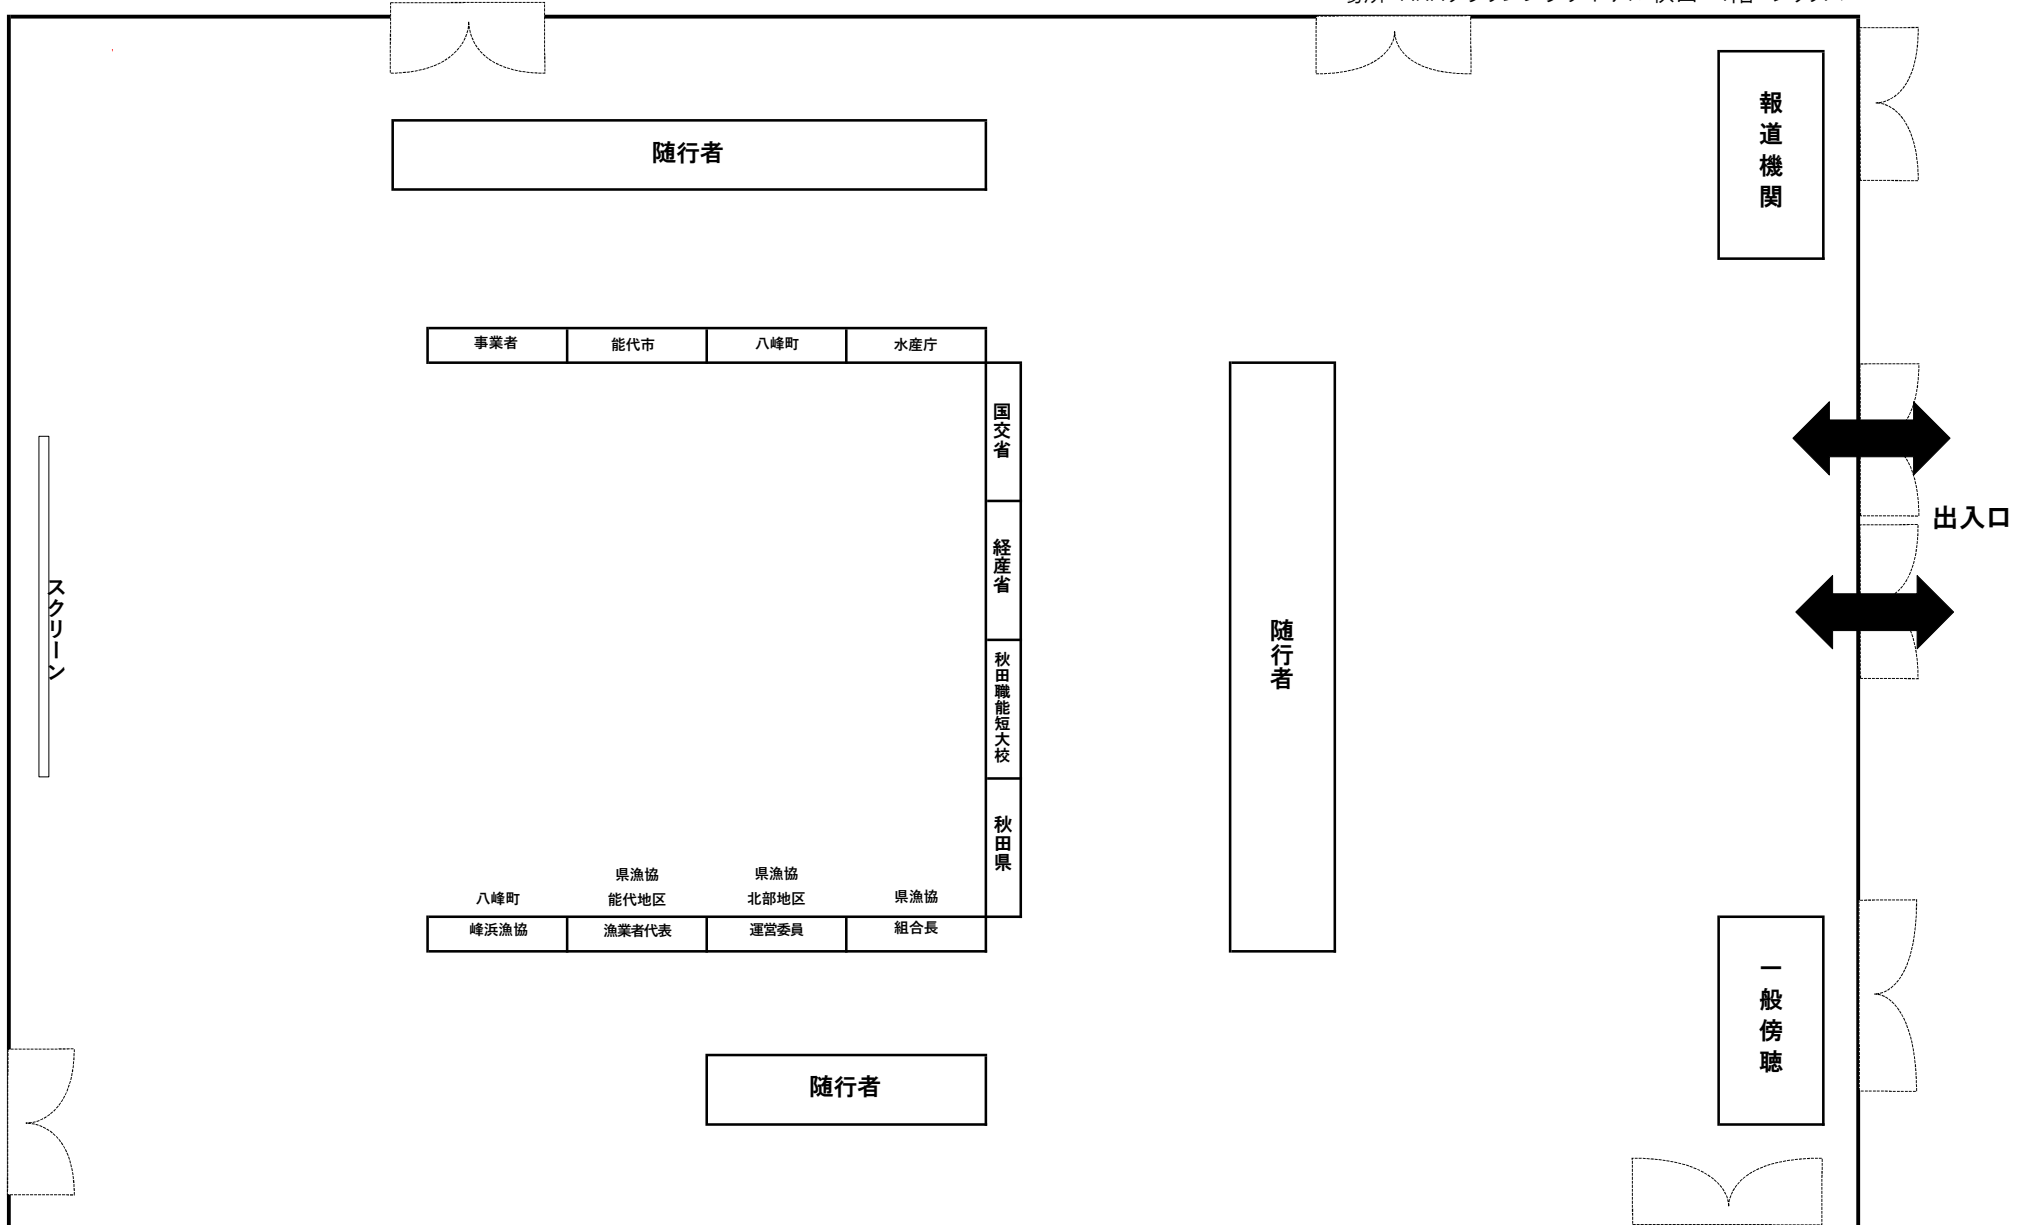 随行者
報道機関
事業者
能代市
八峰町
水産庁
国交省
経産省
秋田職能短大校
秋田県
スクリーン
随行者
出入口
八峰町
峰浜漁協
県漁協
能代地区
漁業者代表
県漁協
北部地区
運営委員
県漁協
組合長
随行者
一般傍聴